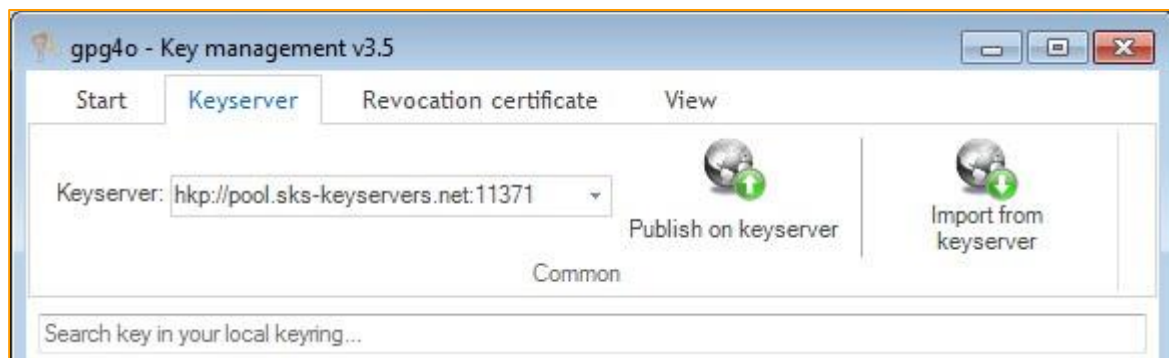 gpg4o - Key management v3.5
Start Keyserver Revocation certificate View
Keyserver: hkp://pool.sks-keyservers.net:11371
Publish on keyserver
Import from
keyserver
Common
Search key in your local keyring...